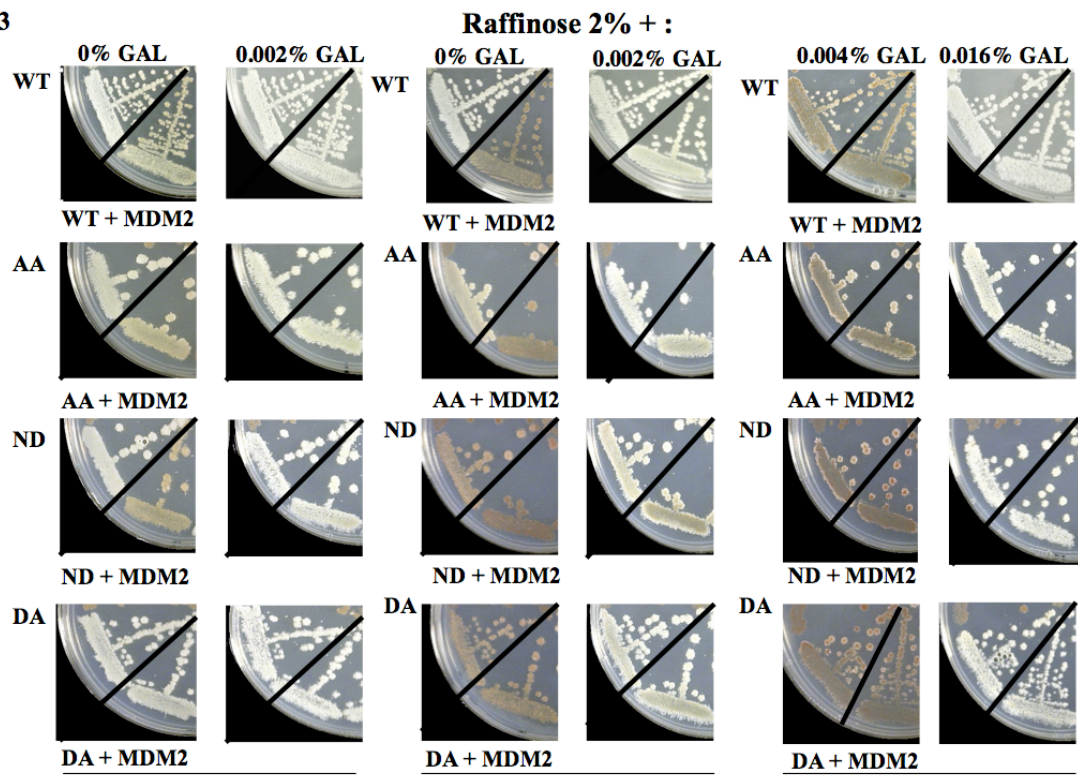 3
Raffinose 2% + :
0% GAL 0.002% GAL 0% GAL 0.002% GAL 0.004% GAL 0.016% GAL
WT WT WT
WT + MDM2 WT + MDM2 WT + MDM2
AA AA AA
AA + MDM2 AA + MDM2 AA + MDM2
ND ND ND
ND + MDM2 ND + MDM2 ND + MDM2
DA DA DA
DA + MDM2 DA + MDM2 DA + MDM2